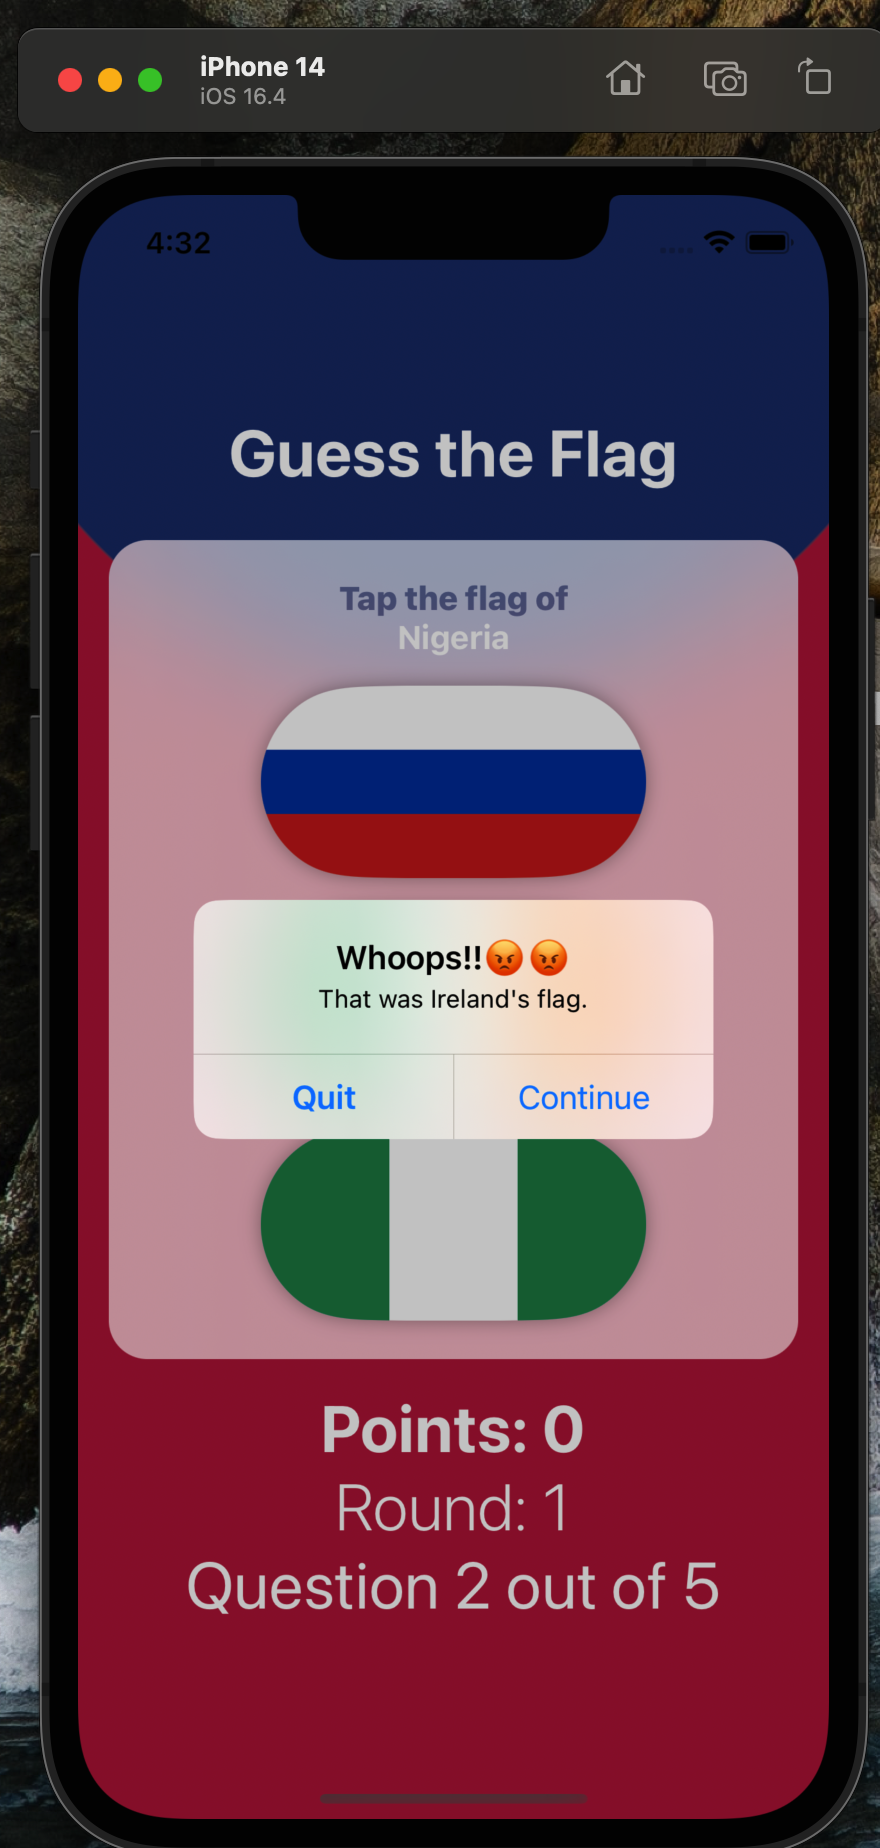 iPhone 14
iOS 16.4
4:32
Guess the Flag
Tap the flag of
Nigeria
Whoops!!😡😡
That was Ireland's flag.
Quit Continue
Points: 0
Round: 1
Question 2 out of 5